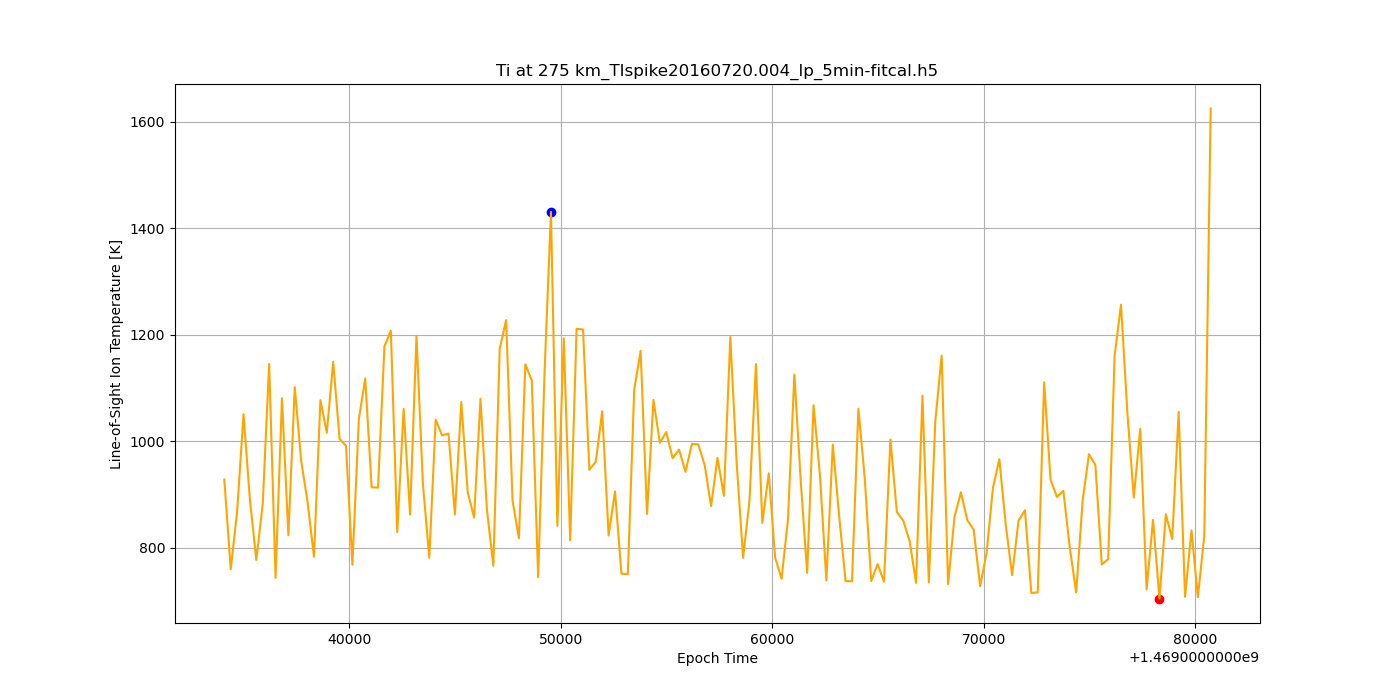 Ti at 275 km_TIspike20160720.004_lp_5min-fitcal.h5
Line-of-Sight Ion Temperature [K]
1600
1400
1200
1000
800
40000 50000 60000 70000 80000
Epoch Time
+1.4690000000e9